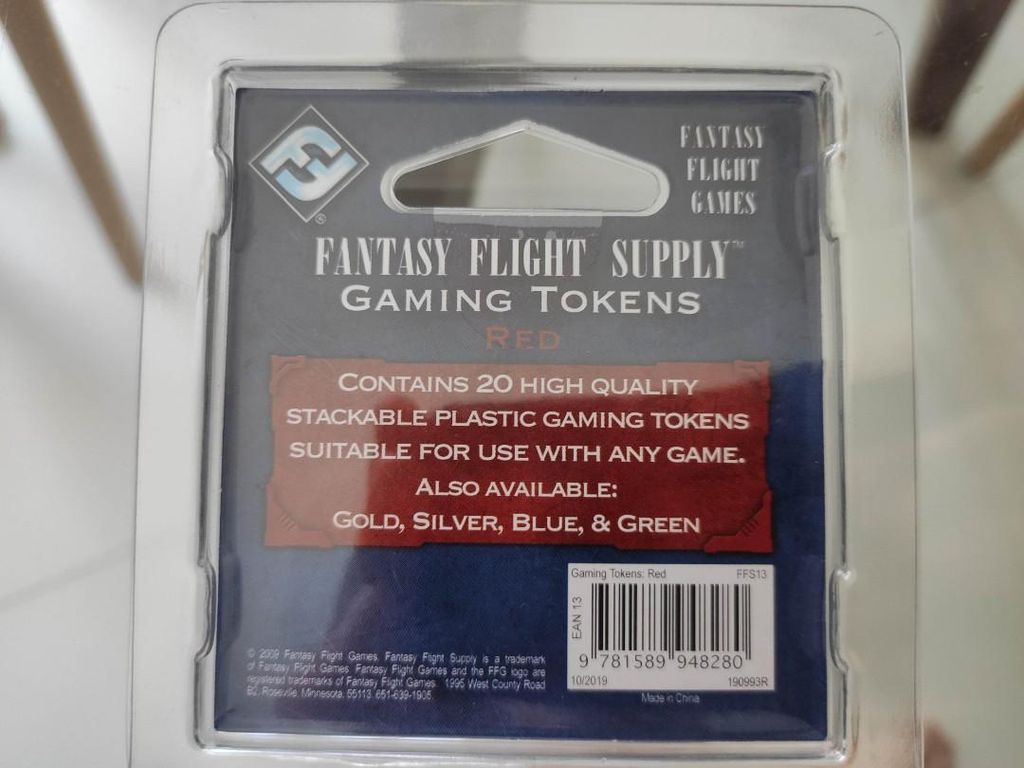 FANTASY
FLIGHT
GAMES
FANTASY FLIGHT SUPPLY™
GAMING TOKENS
RED
CONTAINS 20 HIGH QUALITY
STACKABLE PLASTIC GAMING TOKENS
SUITABLE FOR USE WITH ANY GAME.
ALSO AVAILABLE:
GOLD, SILVER, BLUE, & GREEN
Gaming Tokens: Red FFS13
EAN 13
9 781589 948280
10/2019 190993R
Made in China
© 2009 Fantasy Flight Games. Fantasy Flight Supply is a trademark
of Fantasy Flight Games. Fantasy Flight Games and the FFG logo are
registered trademarks of Fantasy Flight Games. 1995 West County Road
B2, Roseville, Minnesota, 55113, 651-639-1905.